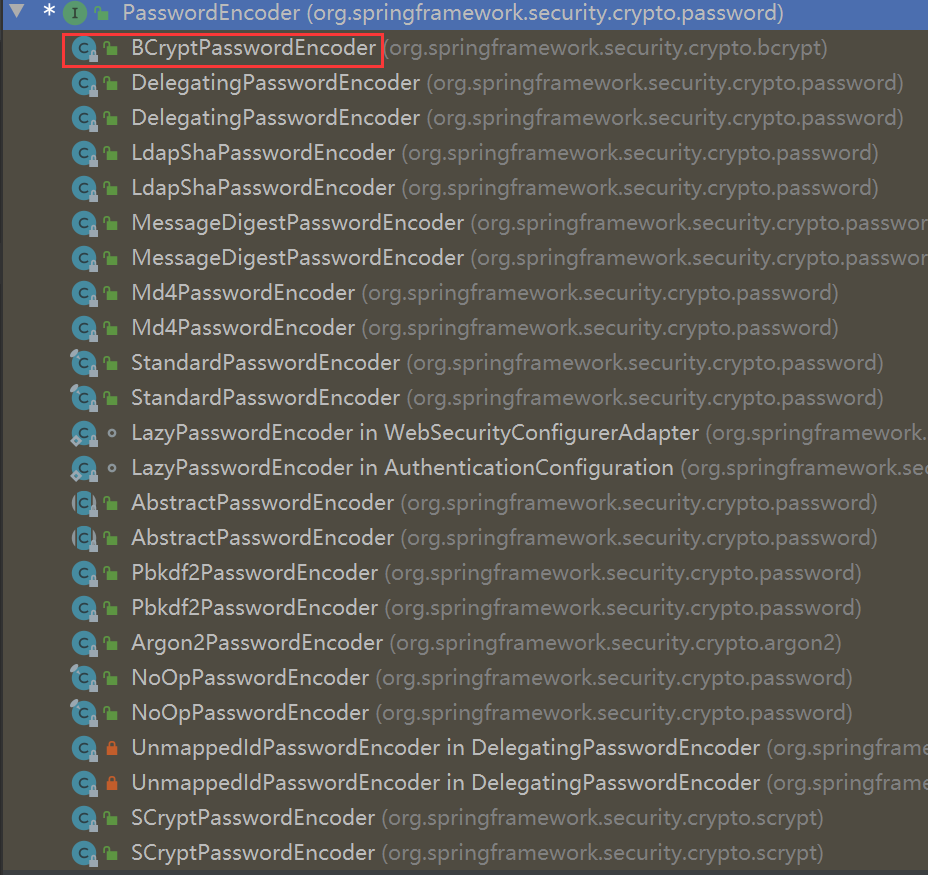 * I PasswordEncoder (org.springframework.security.crypto.password)
C BCryptPasswordEncoder (org.springframework.security.crypto.bcrypt)
C DelegatingPasswordEncoder (org.springframework.security.crypto.password)
C DelegatingPasswordEncoder (org.springframework.security.crypto.password)
C LdapShaPasswordEncoder (org.springframework.security.crypto.password)
C LdapShaPasswordEncoder (org.springframework.security.crypto.password)
C MessageDigestPasswordEncoder (org.springframework.security.crypto.passwor
C MessageDigestPasswordEncoder (org.springframework.security.crypto.passwor
C Md4PasswordEncoder (org.springframework.security.crypto.password)
C Md4PasswordEncoder (org.springframework.security.crypto.password)
C StandardPasswordEncoder (org.springframework.security.crypto.password)
C StandardPasswordEncoder (org.springframework.security.crypto.password)
C LazyPasswordEncoder in WebSecurityConfigurerAdapter (org.springframework.
C LazyPasswordEncoder in AuthenticationConfiguration (org.springframework.se
C AbstractPasswordEncoder (org.springframework.security.crypto.password)
C AbstractPasswordEncoder (org.springframework.security.crypto.password)
C Pbkdf2PasswordEncoder (org.springframework.security.crypto.password)
C Pbkdf2PasswordEncoder (org.springframework.security.crypto.password)
C Argon2PasswordEncoder (org.springframework.security.crypto.argon2)
C NoOpPasswordEncoder (org.springframework.security.crypto.password)
C NoOpPasswordEncoder (org.springframework.security.crypto.password)
C UnmappedIdPasswordEncoder in DelegatingPasswordEncoder (org.springframe
C UnmappedIdPasswordEncoder in DelegatingPasswordEncoder (org.springframe
C SCryptPasswordEncoder (org.springframework.security.crypto.scrypt)
C SCryptPasswordEncoder (org.springframework.security.crypto.scrypt)